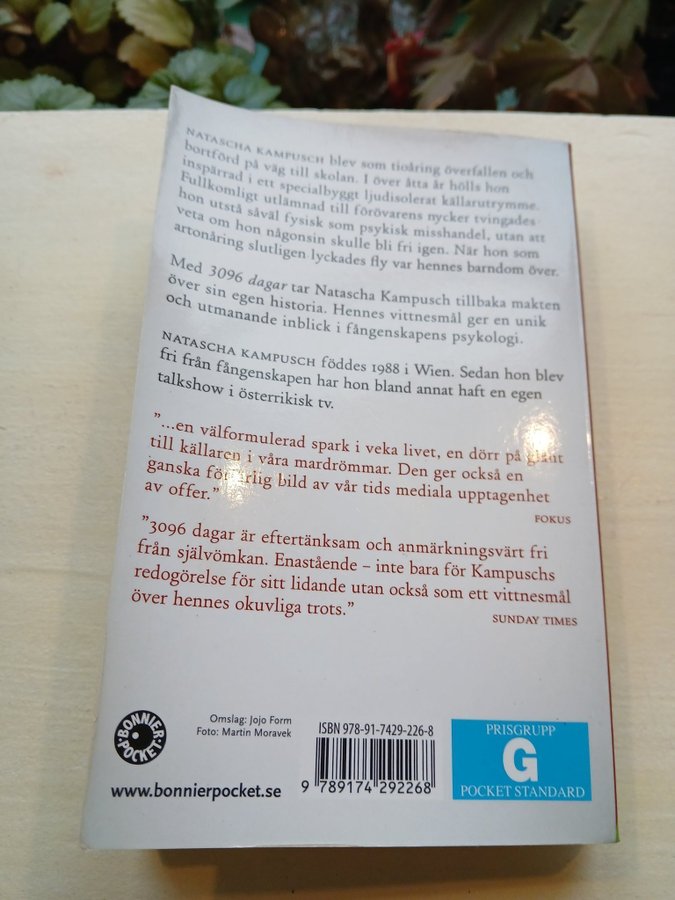 NATASCHA KAMPUSCH blev som tioåring överfallen och
bortförd på väg till skolan. I över åtta år hölls hon
inspärrad i ett specialbyggt ljudisolerat källarutrymme.
Fullkomligt utlämnad till förövarens nycker tvingades
hon utstå såväl fysisk som psykisk misshandel, utan att
veta om hon någonsin skulle bli fri igen. När hon som
artonåring slutligen lyckades fly var hennes barndom över.
Med 3096 dagar tar Natascha Kampusch tillbaka makten
över sin egen historia. Hennes vittnesmål ger en unik
och utmanande inblick i fångenskapens psykologi.
NATASCHA KAMPUSCH föddes 1988 i Wien. Sedan hon blev
fri från fångenskapen har hon bland annat haft en egen
talkshow i österrikisk tv.
"...en välformulerad spark i veka livet, en dörr på glänt
till källaren i våra mardrömmar. Den ger också en
ganska förfärlig bild av vår tids mediala upptagenhet
av offer."
FOKUS
"3096 dagar är eftertänksam och anmärkningsvärt fri
från självömkan. Enastående – inte bara för Kampuschs
redogörelse för sitt lidande utan också som ett vittnesmål
över hennes okuvliga trots."
SUNDAY TIMES
BONNIER POCKET
Omslag: Jojo Form
Foto: Martin Moravek
www.bonnierpocket.se
ISBN 978-91-7429-226-8
9 789174 292268
PRISGRUPP
G
POCKET STANDARD